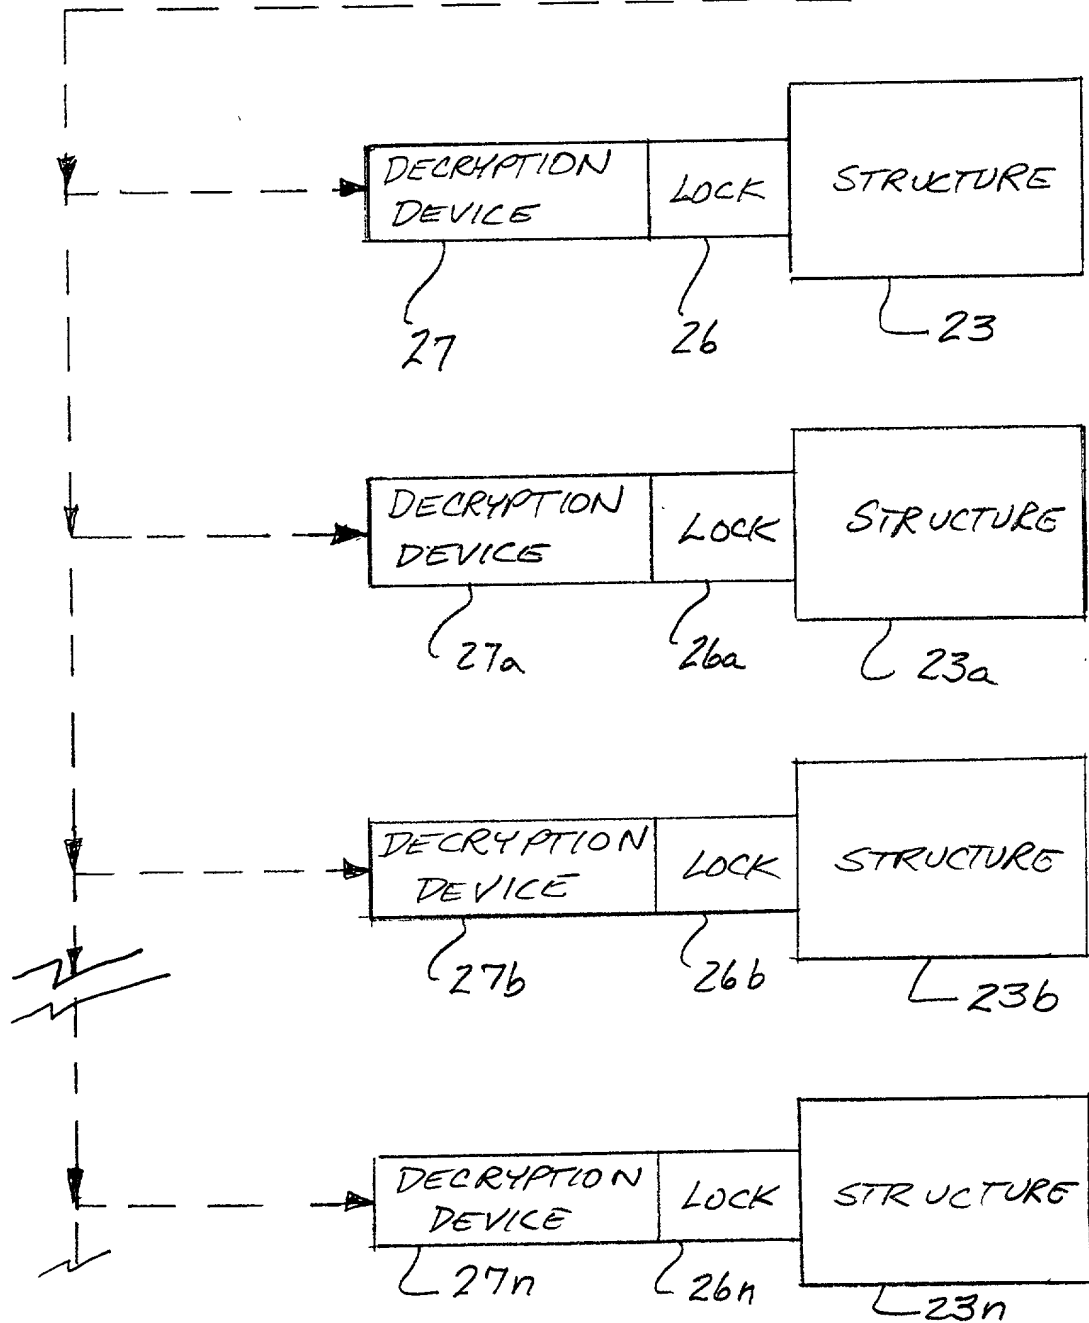 DECRYPTION
DEVICE
LOCK
STRUCTURE
27
26
23
DECRYPTION
DEVICE
LOCK
STRUCTURE
27a
26a
23a
DECRYPTION
DEVICE
LOCK
STRUCTURE
27b
26b
23b
DECRYPTION
DEVICE
LOCK
STRUCTURE
27n
26n
23n